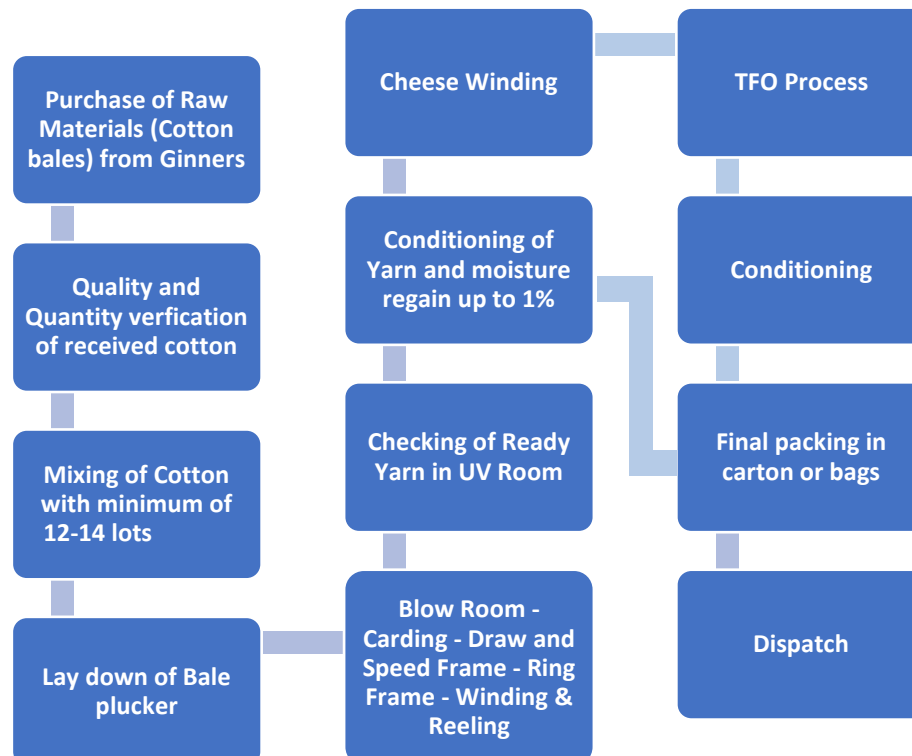 Purchase of Raw
Materials (Cotton
bales) from Ginners
Quality and
Quantity verfication
of received cotton
Mixing of Cotton
with minimum of
12-14 lots
Lay down of Bale
plucker
Blow Room -
Carding - Draw and
Speed Frame - Ring
Frame - Winding &
Reeling
Checking of Ready
Yarn in UV Room
Conditioning of
Yarn and moisture
regain up to 1%
Cheese Winding
TFO Process
Conditioning
Final packing in
carton or bags
Dispatch